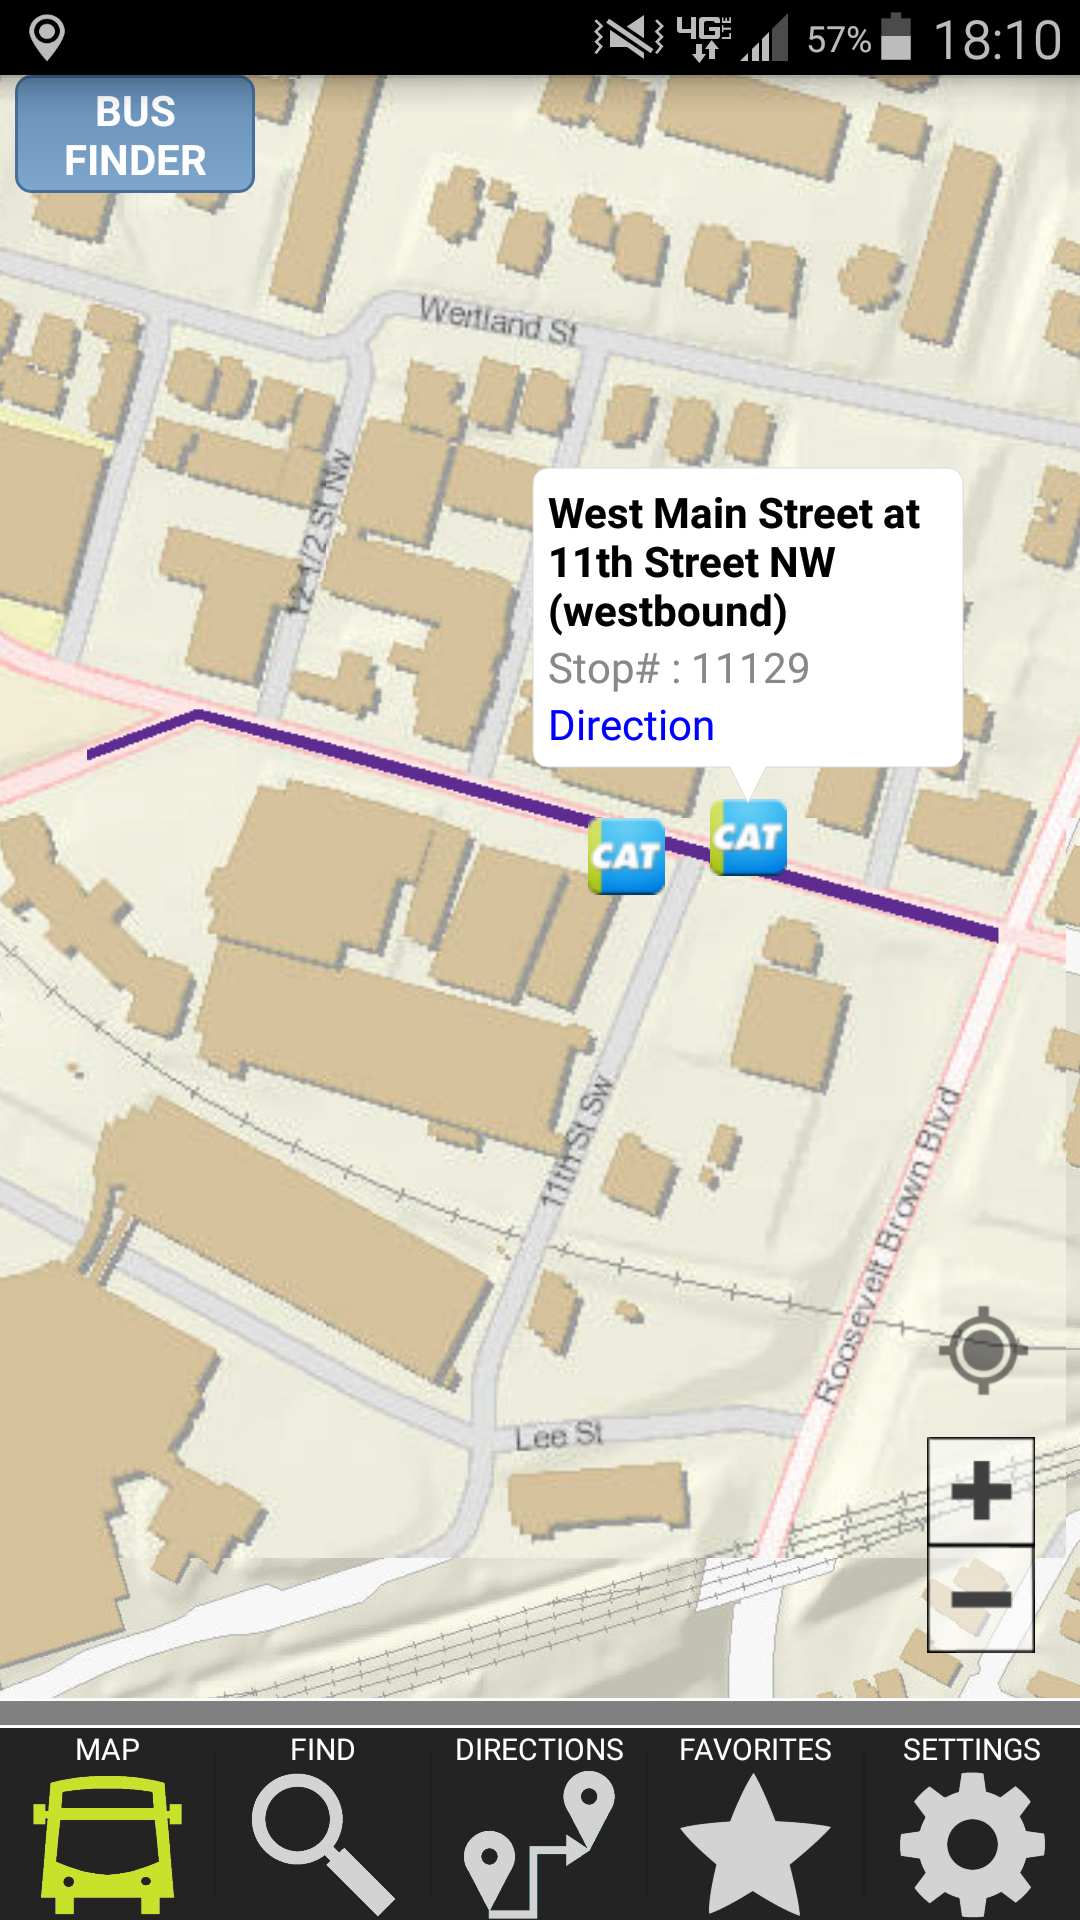 4G LTE 57% 18:10
BUS
FINDER
Wertland St
12 1/2 St Nw
West Main Street at
11th Street NW
(westbound)
Stop# : 11129
Direction
CAT
CAT
11th St Sw
Roosevelt Brown Blvd
Lee St
MAP FIND DIRECTIONS FAVORITES SETTINGS